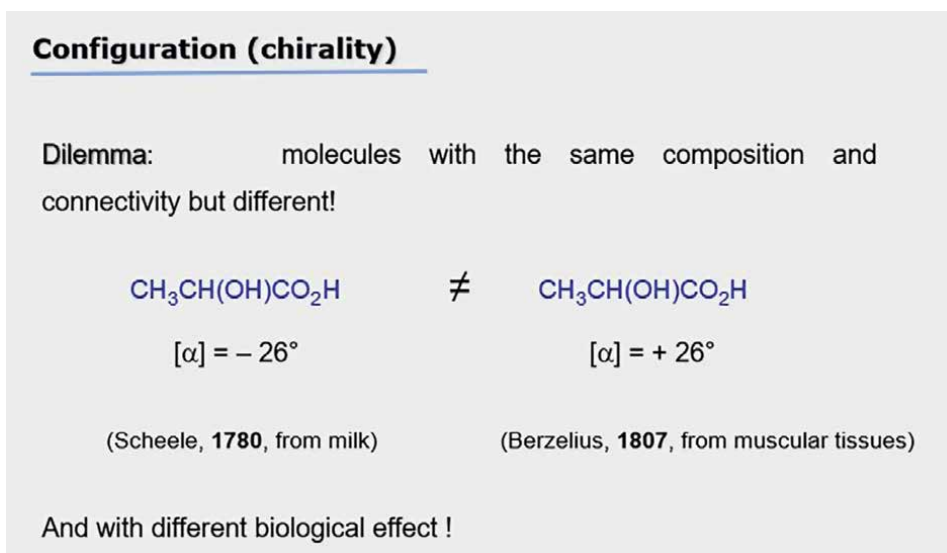 Configuration (chirality)
Dilemma: molecules with the same composition and
connectivity but different!
CH₃CH(OH)CO₂H ≠ CH₃CH(OH)CO₂H
[α] = – 26° [α] = + 26°
(Scheele, 1780, from milk) (Berzelius, 1807, from muscular tissues)
And with different biological effect !